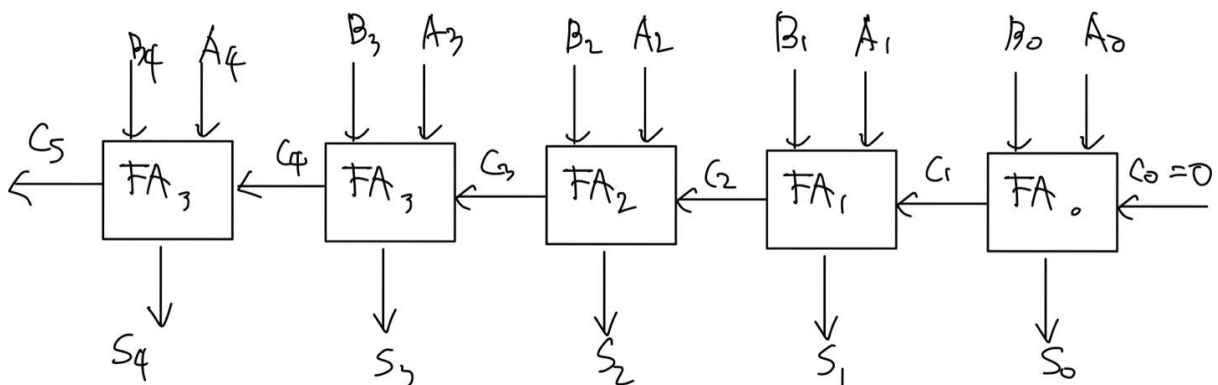 B₄ A₄ B₃ A₃ B₂ A₂ B₁ A₁ B₀ A₀
C₅ FA₃ C₄ FA₃ C₃ FA₂ C₂ FA₁ C₁ FA₀ C₀=0
S₄ S₃ S₂ S₁ S₀